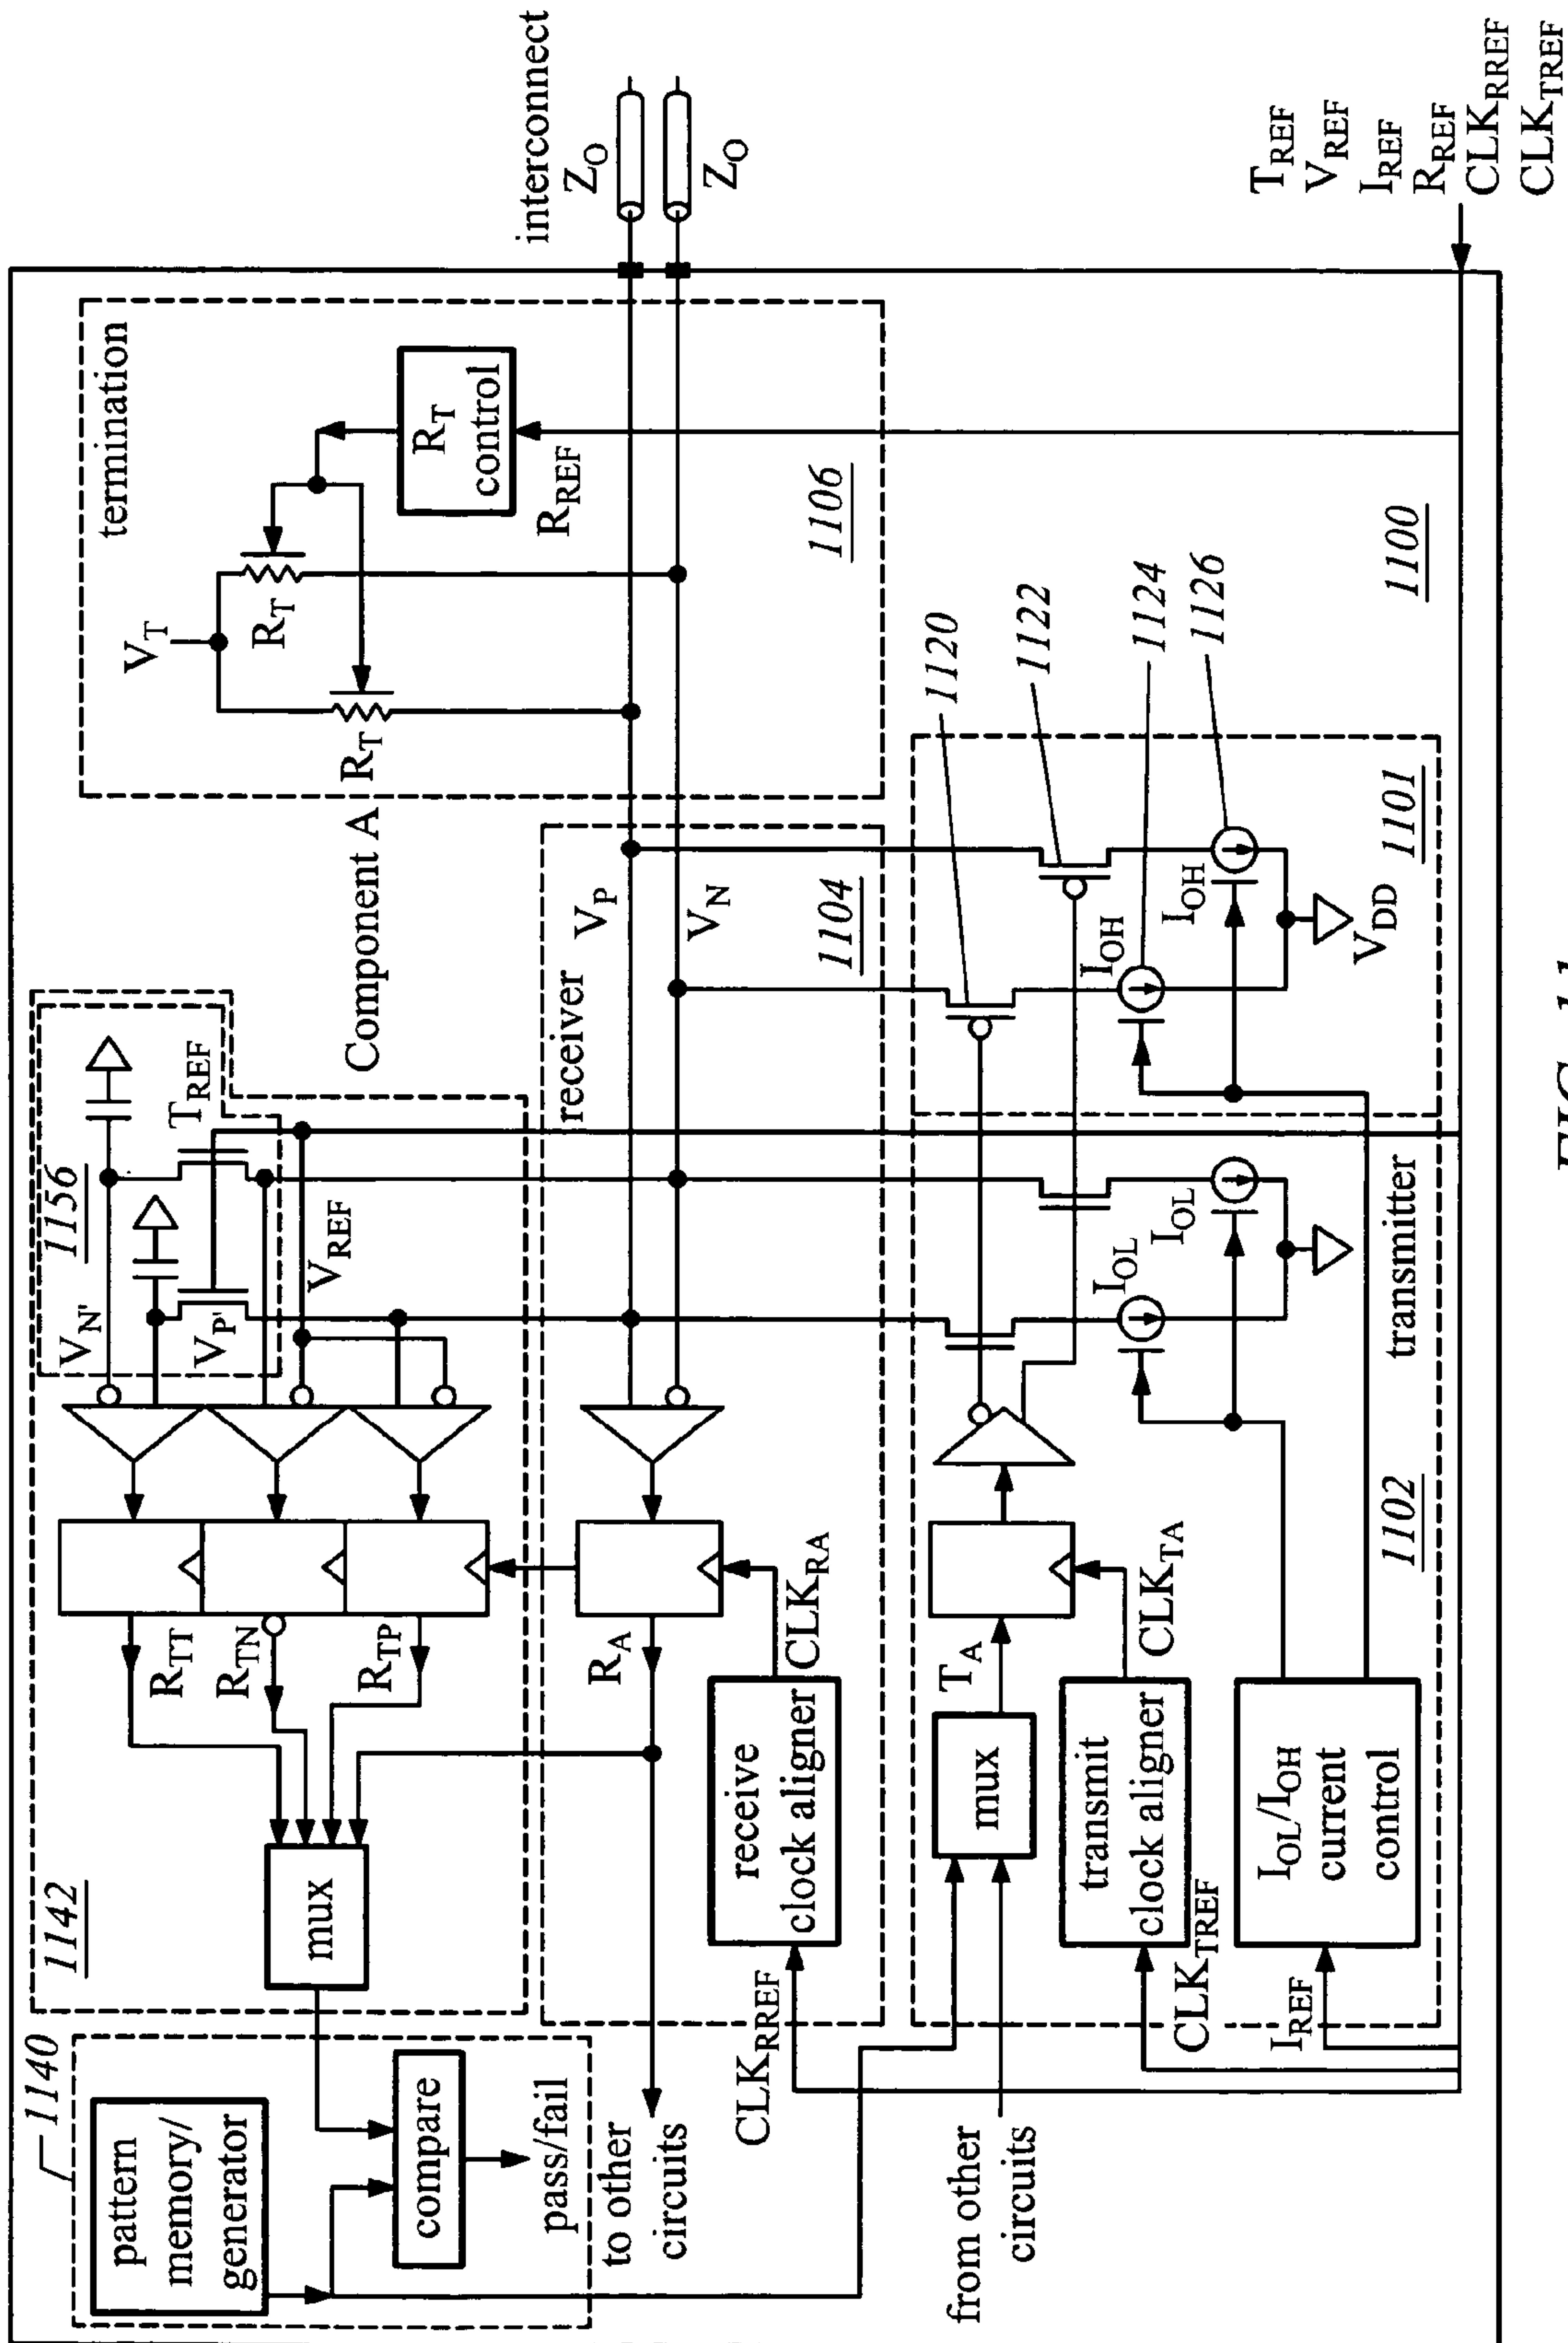 1140
pattern
memory/
generator
compare
pass/fail
1142
mux
R_TT
R_TN
R_TP
V_N'
1156
V_P'
T_REF
V_REF
Component A
termination
V_T
R_T
R_T
R_T
control
R_REF
1106
interconnect
Z_O
Z_O
to other
circuits
R_A
CLK_RA
receive
clock aligner
CLK_RREF
receiver
V_P
V_N
1104
from other
circuits
mux
T_A
CLK_TA
transmit
clock aligner
CLK_TREF
I_OL/I_OH
current
control
I_REF
1102
transmitter
I_OL
I_OL
I_OH
I_OH
V_DD
1101
1120
1122
1124
1126
1100
T_REF
V_REF
I_REF
R_REF
CLK_RREF
CLK_TREF